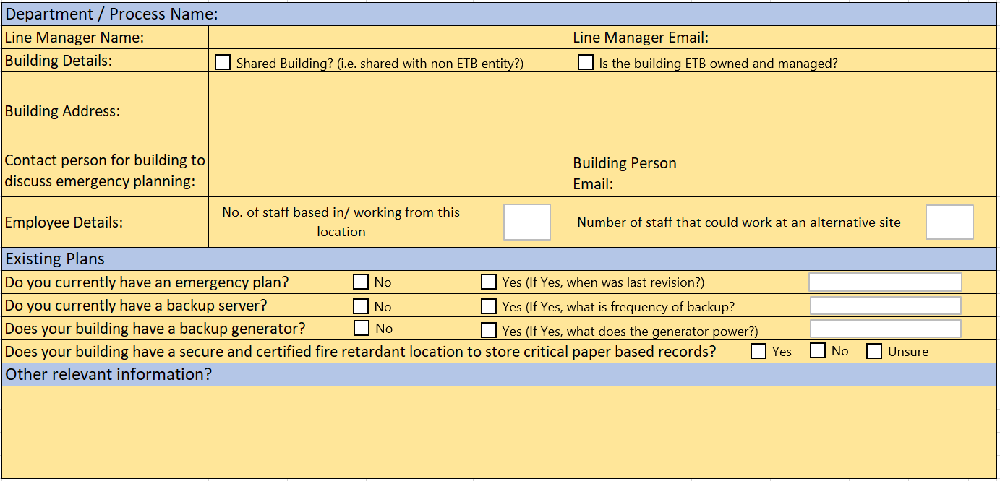 Department / Process Name:
Line Manager Name:
Line Manager Email:
Building Details:
Shared Building? (i.e. shared with non ETB entity?)
Is the building ETB owned and managed?
Building Address:
Contact person for building to
discuss emergency planning:
Building Person
Email:
Employee Details:
No. of staff based in/ working from this
location
Number of staff that could work at an alternative site
Existing Plans
Do you currently have an emergency plan?
No
Yes (If Yes, when was last revision?)
Do you currently have a backup server?
No
Yes (If Yes, what is frequency of backup?
Does your building have a backup generator?
No
Yes (If Yes, what does the generator power?)
Does your building have a secure and certified fire retardant location to store critical paper based records?
Yes
No
Unsure
Other relevant information?